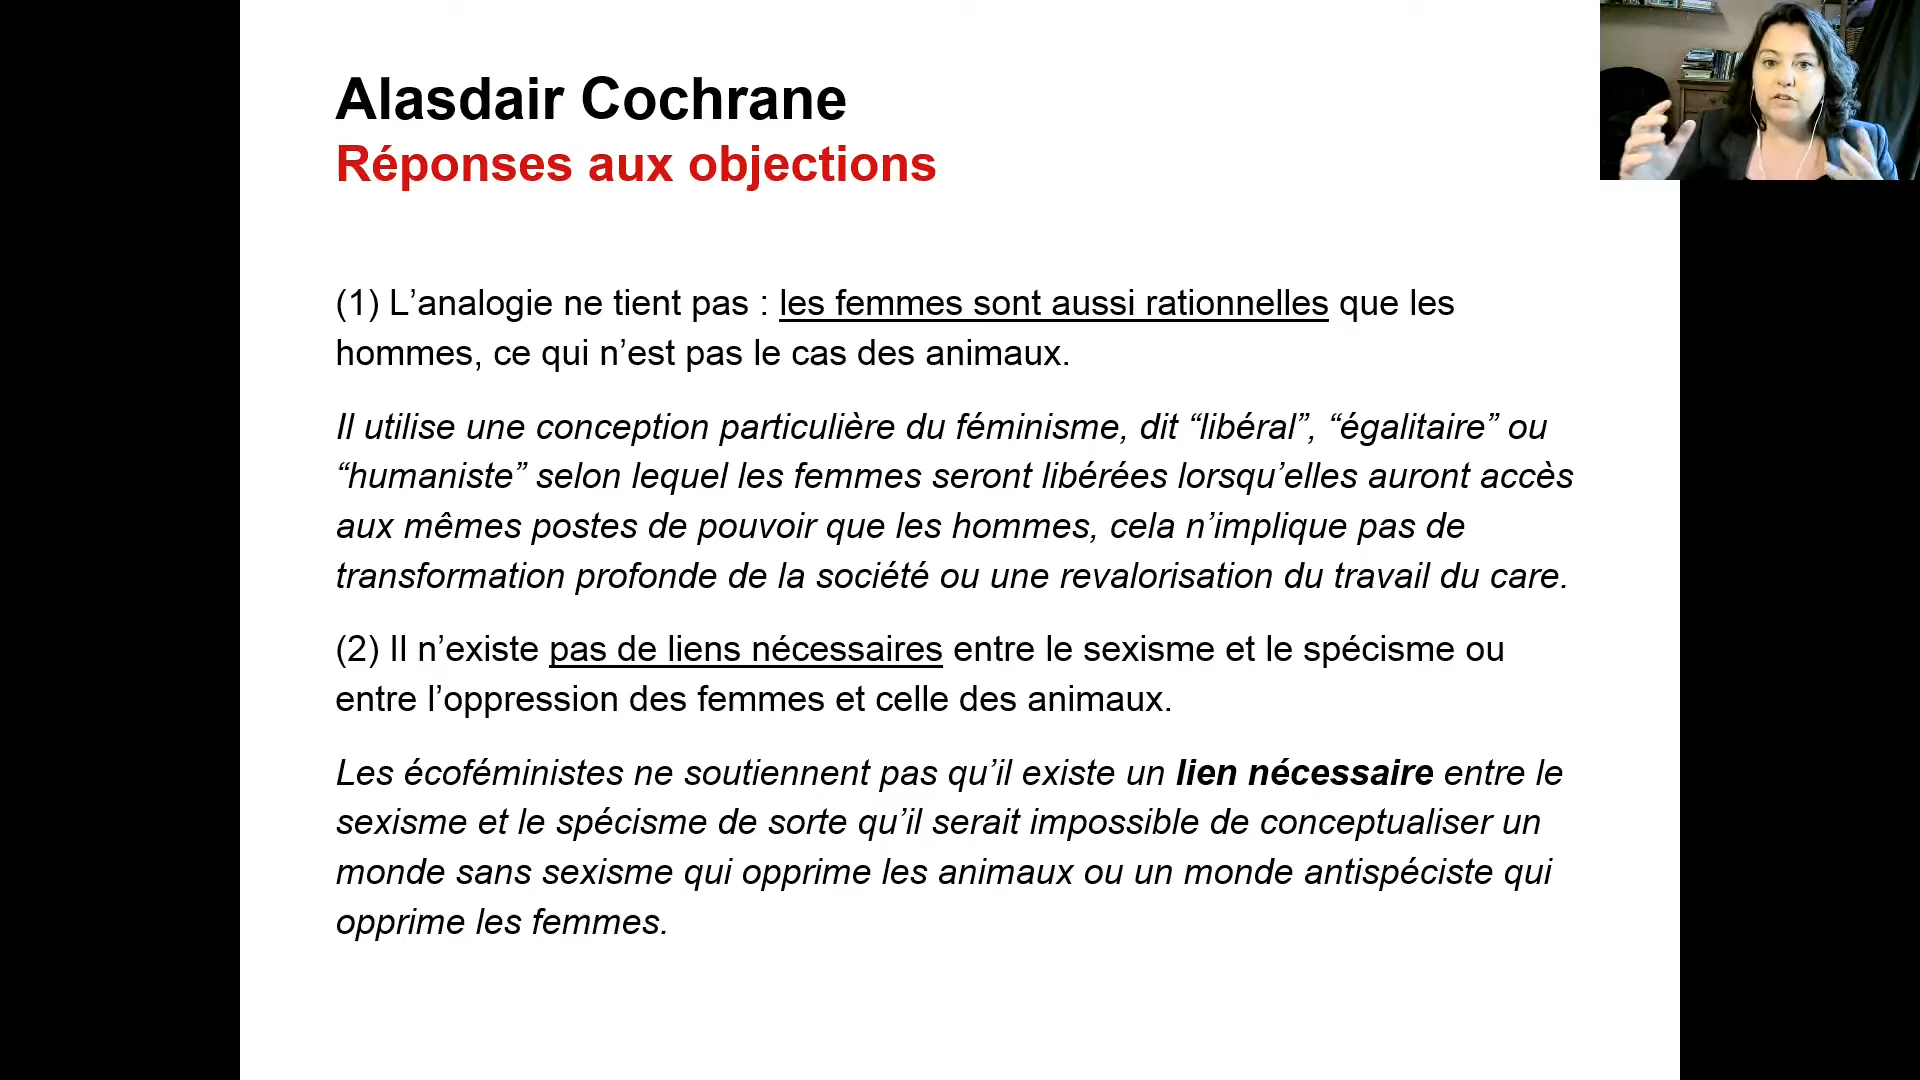 Alasdair Cochrane
Réponses aux objections
(1) L’analogie ne tient pas : les femmes sont aussi rationnelles que les
hommes, ce qui n’est pas le cas des animaux.
Il utilise une conception particulière du féminisme, dit “libéral”, “égalitaire” ou
“humaniste” selon lequel les femmes seront libérées lorsqu’elles auront accès
aux mêmes postes de pouvoir que les hommes, cela n’implique pas de
transformation profonde de la société ou une revalorisation du travail du care.
(2) Il n’existe pas de liens nécessaires entre le sexisme et le spécisme ou
entre l’oppression des femmes et celle des animaux.
Les écoféministes ne soutiennent pas qu’il existe un lien nécessaire entre le
sexisme et le spécisme de sorte qu’il serait impossible de conceptualiser un
monde sans sexisme qui opprime les animaux ou un monde antispéciste qui
opprime les femmes.